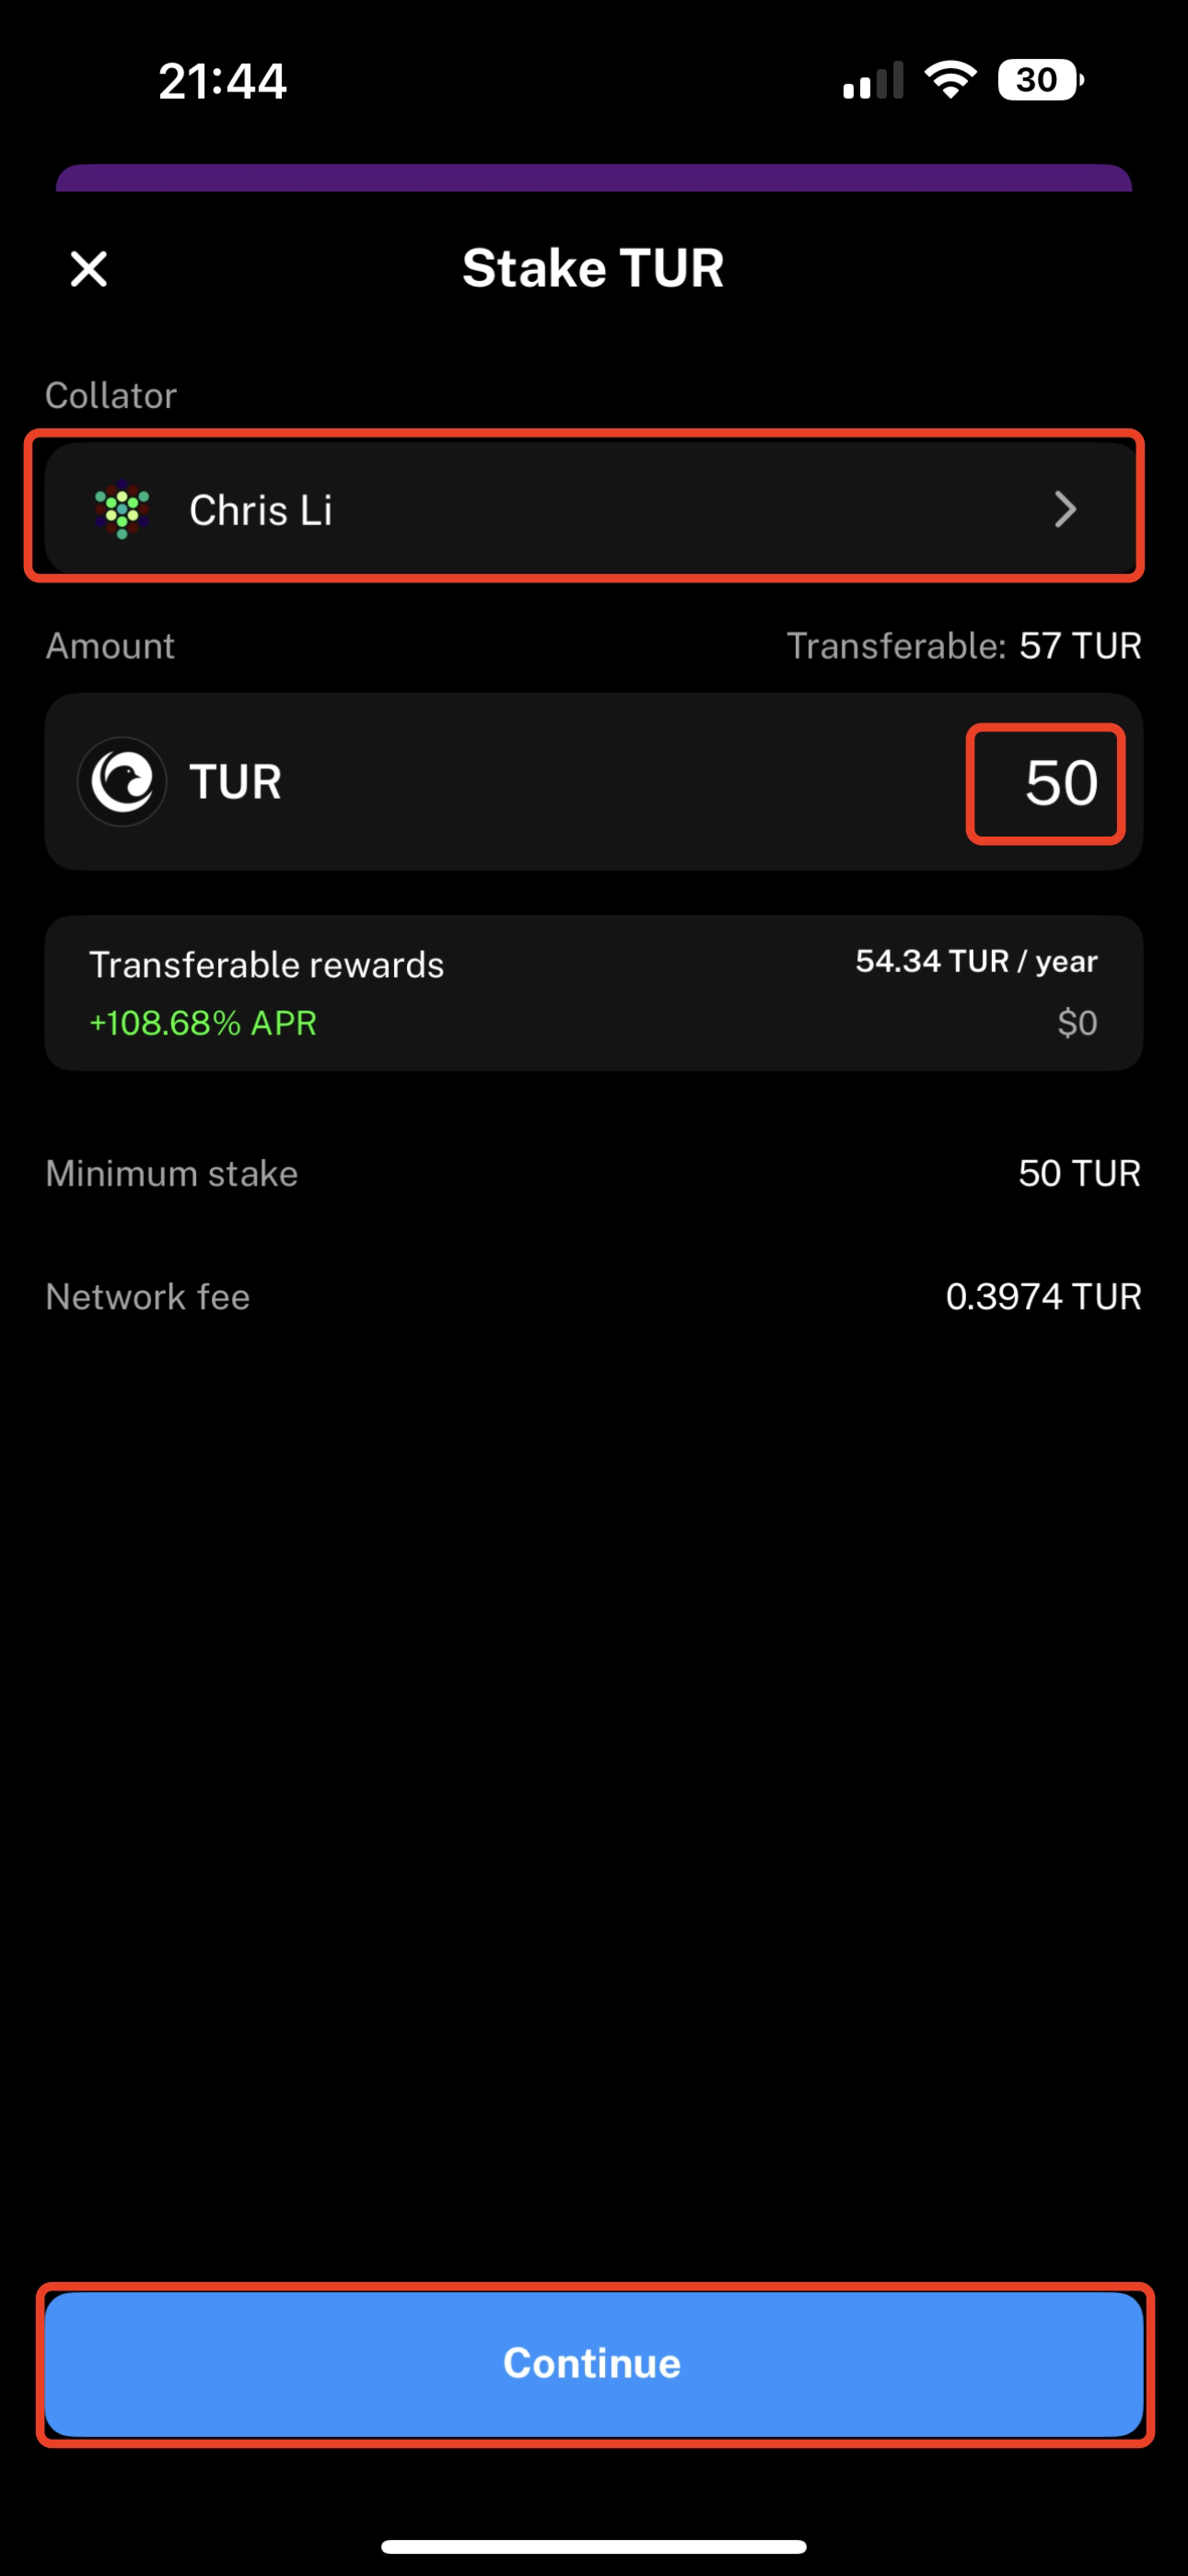 21:44
30
Stake TUR
Collator
Chris Li
Amount
Transferable: 57 TUR
TUR
50
Transferable rewards
54.34 TUR / year
+108.68% APR
$0
Minimum stake
50 TUR
Network fee
0.3974 TUR
Continue